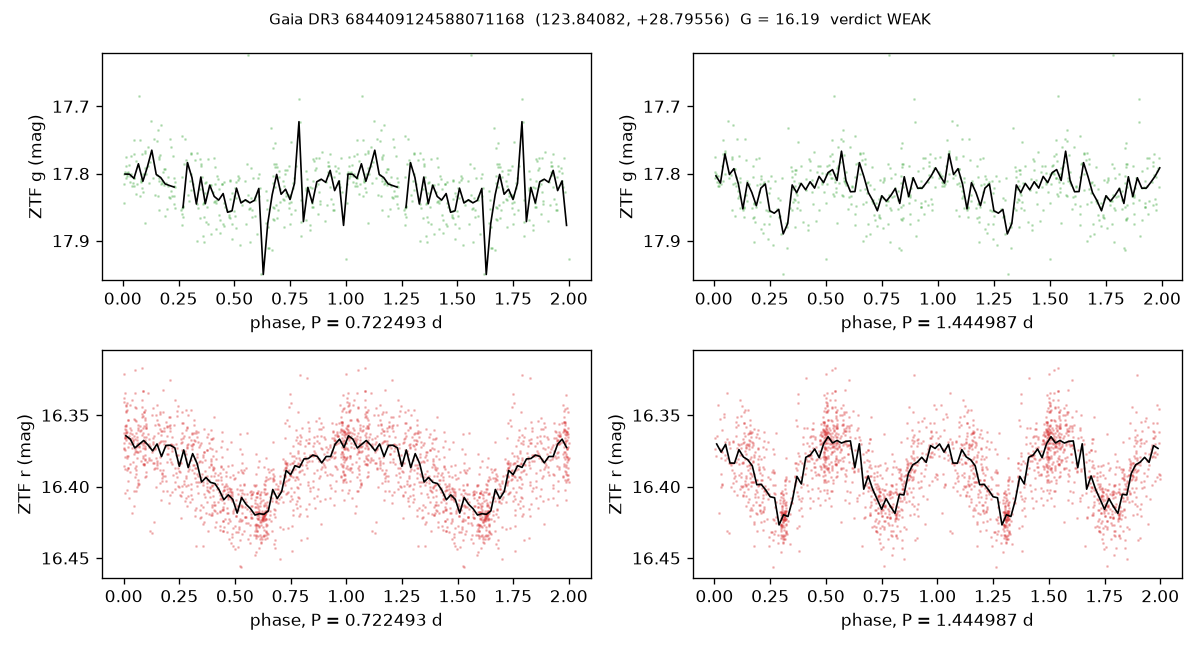 Gaia DR3 684409124588071168 (123.84082, +28.79556) G = 16.19 verdict WEAK
ZTF g (mag)
17.7
17.8
17.9
0.00 0.25 0.50 0.75 1.00 1.25 1.50 1.75 2.00
phase, P = 0.722493 d
ZTF g (mag)
17.7
17.8
17.9
0.00 0.25 0.50 0.75 1.00 1.25 1.50 1.75 2.00
phase, P = 1.444987 d
ZTF r (mag)
16.35
16.40
16.45
0.00 0.25 0.50 0.75 1.00 1.25 1.50 1.75 2.00
phase, P = 0.722493 d
ZTF r (mag)
16.35
16.40
16.45
0.00 0.25 0.50 0.75 1.00 1.25 1.50 1.75 2.00
phase, P = 1.444987 d